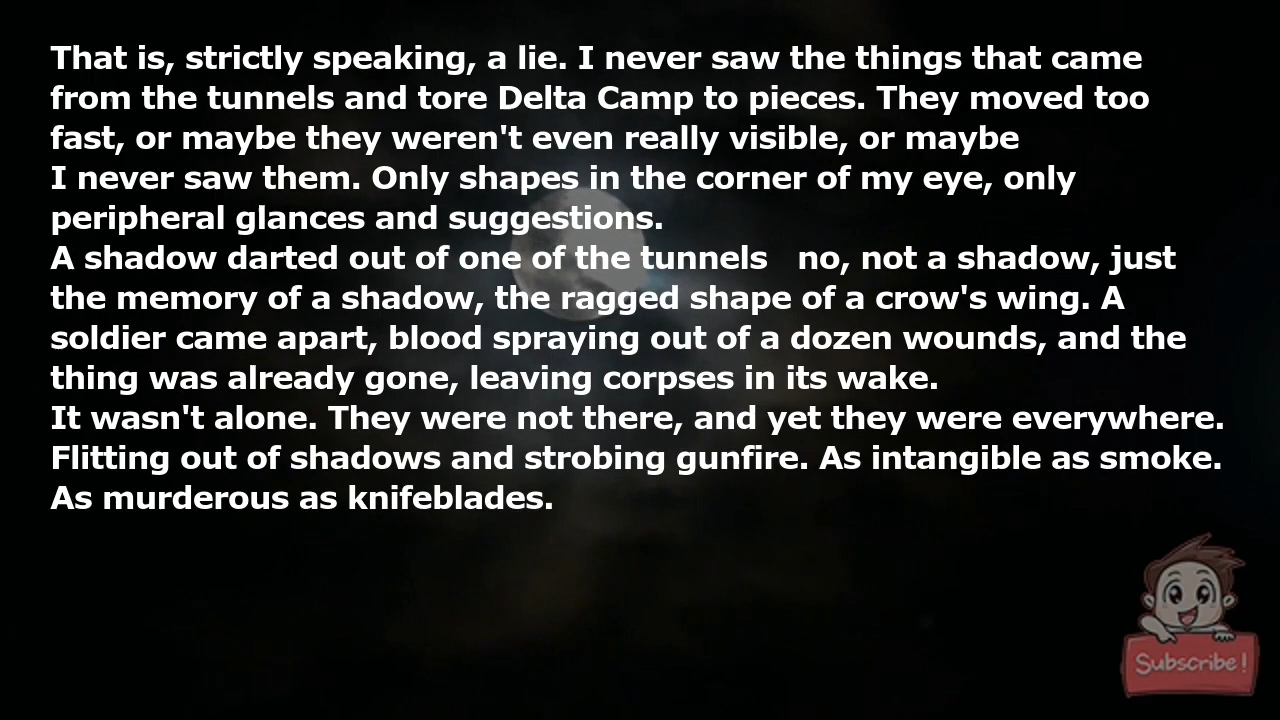 That is, strictly speaking, a lie. I never saw the things that came
from the tunnels and tore Delta Camp to pieces. They moved too
fast, or maybe they weren't even really visible, or maybe
I never saw them. Only shapes in the corner of my eye, only
peripheral glances and suggestions.
A shadow darted out of one of the tunnels   no, not a shadow, just
the memory of a shadow, the ragged shape of a crow's wing. A
soldier came apart, blood spraying out of a dozen wounds, and the
thing was already gone, leaving corpses in its wake.
It wasn't alone. They were not there, and yet they were everywhere.
Flitting out of shadows and strobing gunfire. As intangible as smoke.
As murderous as knifeblades.
Subscribe!